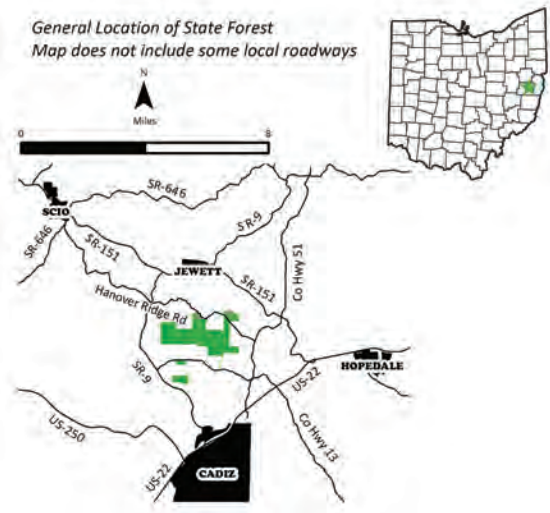 General Location of State Forest
Map does not include some local roadways
N
Miles
0
8
SR-646
SCIO
SR-9
SR-646
SR-151
JEWETT
Co Hwy 51
SR-151
Hanover Ridge Rd
SR-9
HOPEDALE
US-22
US-250
Co Hwy 13
CADIZ
US-22